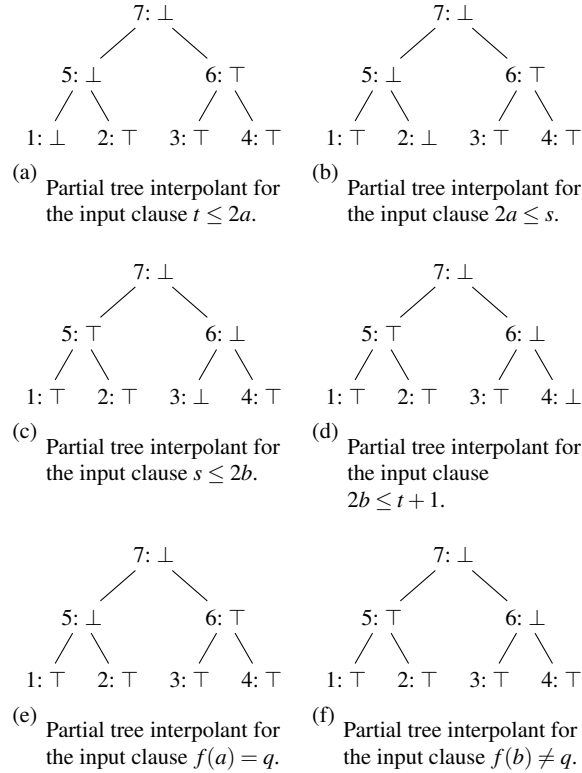 7: ⊥
5: ⊥ 6: ⊤
1: ⊥ 2: ⊤ 3: ⊤ 4: ⊤
(a) Partial tree interpolant for
the input clause t ≤ 2a.
7: ⊥
5: ⊥ 6: ⊤
1: ⊤ 2: ⊥ 3: ⊤ 4: ⊤
(b) Partial tree interpolant for
the input clause 2a ≤ s.
7: ⊥
5: ⊤ 6: ⊥
1: ⊤ 2: ⊤ 3: ⊥ 4: ⊤
(c) Partial tree interpolant for
the input clause s ≤ 2b.
7: ⊥
5: ⊤ 6: ⊥
1: ⊤ 2: ⊤ 3: ⊤ 4: ⊥
(d) Partial tree interpolant for
the input clause
2b ≤ t + 1.
7: ⊥
5: ⊥ 6: ⊤
1: ⊤ 2: ⊤ 3: ⊤ 4: ⊤
(e) Partial tree interpolant for
the input clause f(a) = q.
7: ⊥
5: ⊤ 6: ⊥
1: ⊤ 2: ⊤ 3: ⊤ 4: ⊤
(f) Partial tree interpolant for
the input clause f(b) ≠ q.